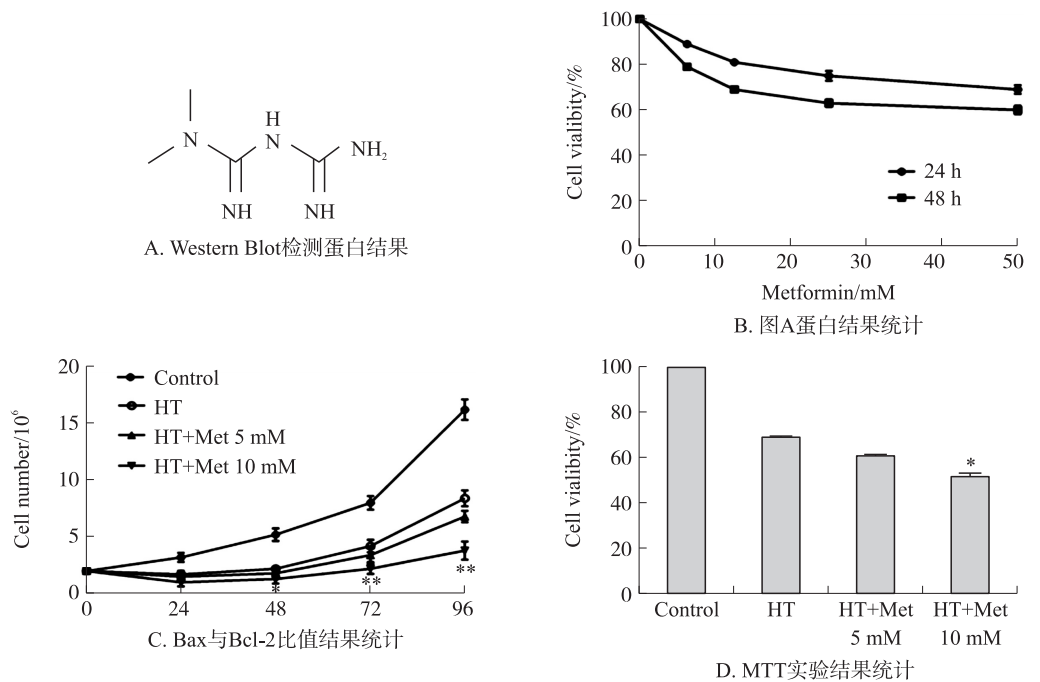 N
H
N
NH₂
NH
NH
A. Western Blot检测蛋白结果
100
80
60
40
20
0
Cell vialibity/%
24 h
48 h
0
10
20
30
40
50
Metformin/mM
B. 图A蛋白结果统计
20
15
10
5
0
Cell number/10⁶
Control
HT
HT+Met 5 mM
HT+Met 10 mM
*
**
**
0
24
48
72
96
C. Bax与Bcl-2比值结果统计
100
80
60
40
20
0
Cell vialibity/%
*
Control
HT
HT+Met
5 mM
HT+Met
10 mM
D. MTT实验结果统计